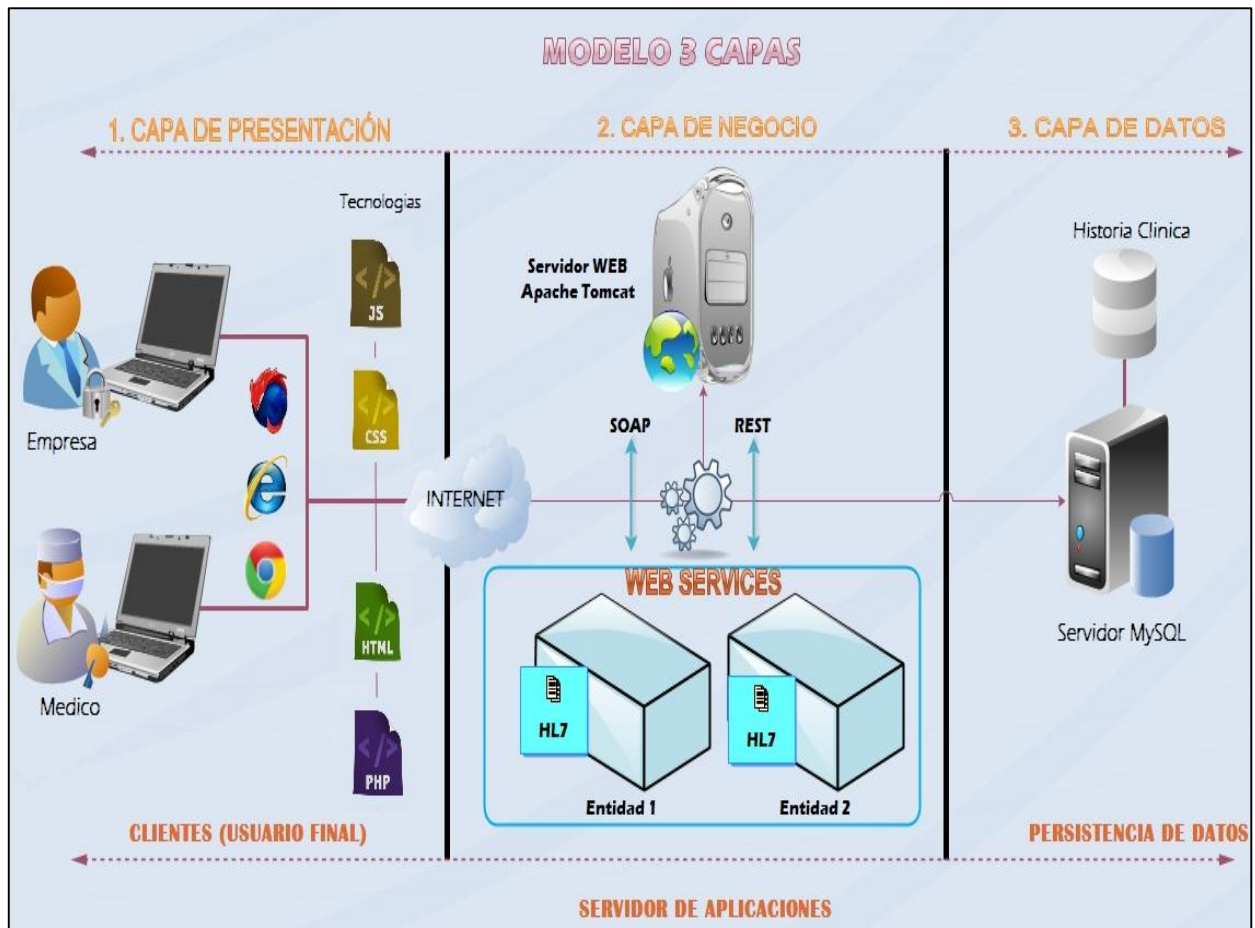 MODELO 3 CAPAS
1. CAPA DE PRESENTACIÓN
2. CAPA DE NEGOCIO
3. CAPA DE DATOS
Tecnologias
JS
CSS
HTML
PHP
Empresa
Medico
INTERNET
Servidor WEB
Apache Tomcat
SOAP
REST
WEB SERVICES
HL7
HL7
Entidad 1
Entidad 2
Historia Clinica
Servidor MySQL
CLIENTES (USUARIO FINAL)
PERSISTENCIA DE DATOS
SERVIDOR DE APLICACIONES